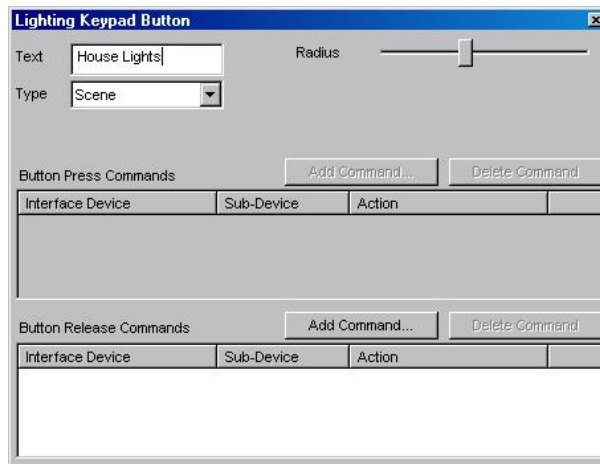 Lighting Keypad Button
Text House Lights Radius
Type Scene
Button Press Commands Add Command... Delete Command
Interface Device Sub-Device Action
Button Release Commands Add Command... Delete Command
Interface Device Sub-Device Action